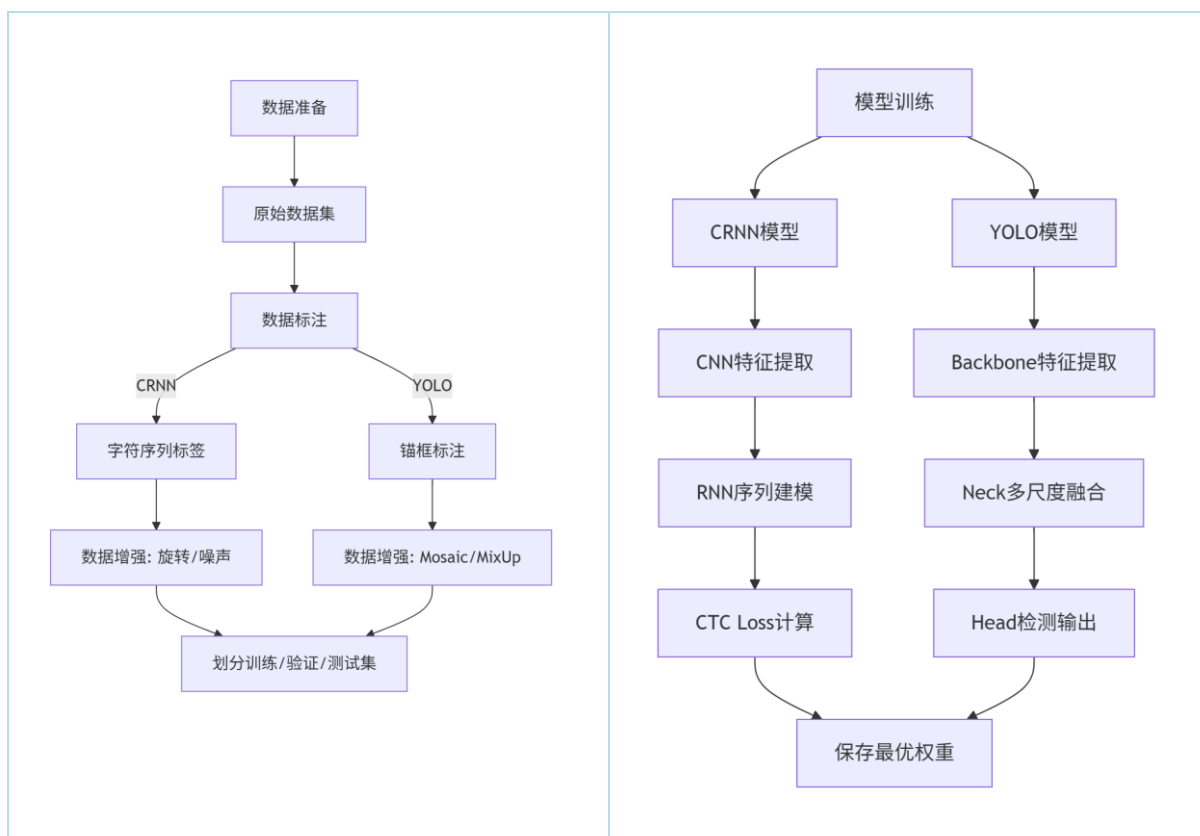 数据准备
原始数据集
数据标注
CRNN
YOLO
字符序列标签
锚框标注
数据增强: 旋转/噪声
数据增强: Mosaic/MixUp
划分训练/验证/测试集
模型训练
CRNN模型
YOLO模型
CNN特征提取
Backbone特征提取
RNN序列建模
Neck多尺度融合
CTC Loss计算
Head检测输出
保存最优权重